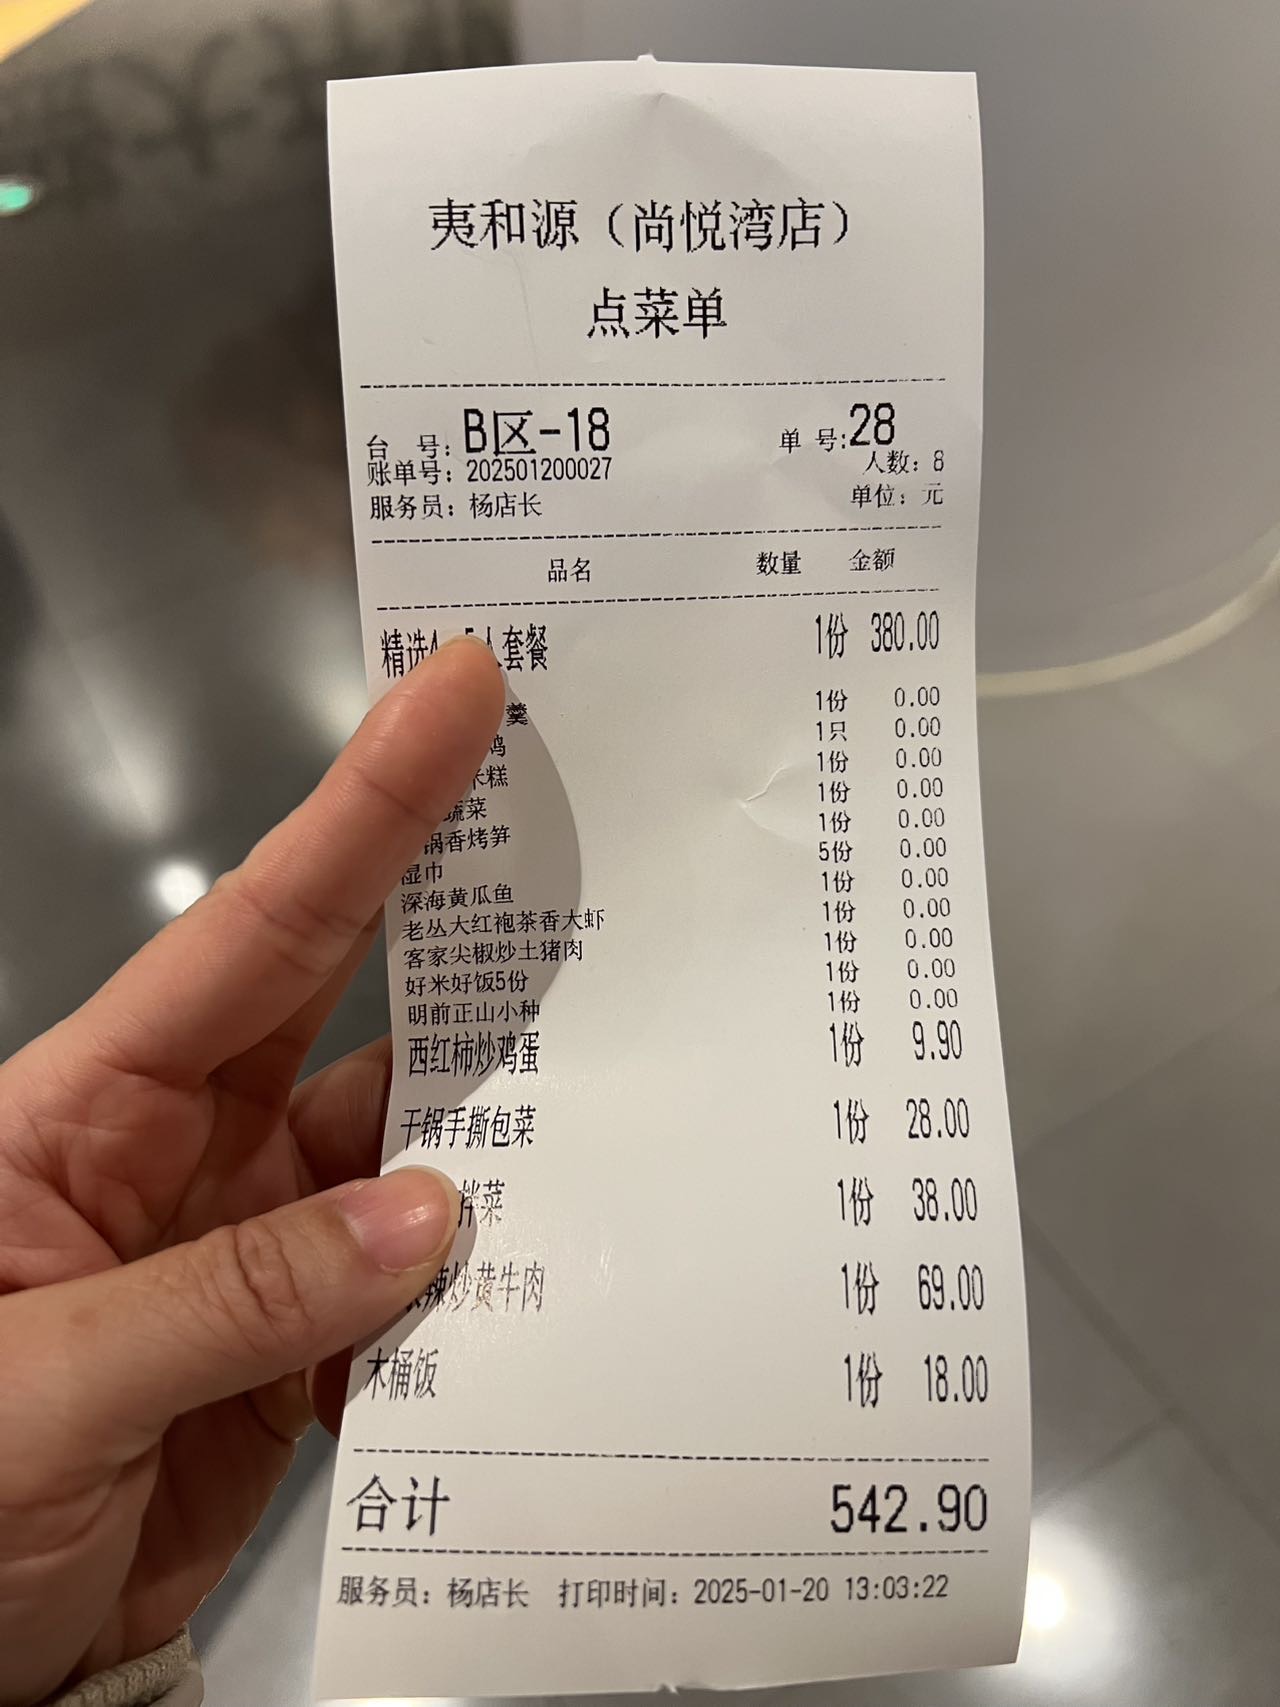 夷和源（尚悦湾店）
点菜单
台 号：B区-18 单 号:28
账单号：202501200027 人数：8
服务员：杨店长 单位：元
品名 数量 金额
精选 人套餐 1份 380.00
羹 1份 0.00
鸡 1只 0.00
米糕 1份 0.00
蔬菜 1份 0.00
锅香烤笋 1份 0.00
湿巾 5份 0.00
深海黄瓜鱼 1份 0.00
老丛大红袍茶香大虾 1份 0.00
客家尖椒炒土猪肉 1份 0.00
好米好饭5份 1份 0.00
明前正山小种 1份 0.00
西红柿炒鸡蛋 1份 9.90
干锅手撕包菜 1份 28.00
拌菜 1份 38.00
辣炒黄牛肉 1份 69.00
木桶饭 1份 18.00
合计 542.90
服务员：杨店长 打印时间：2025-01-20 13:03:22